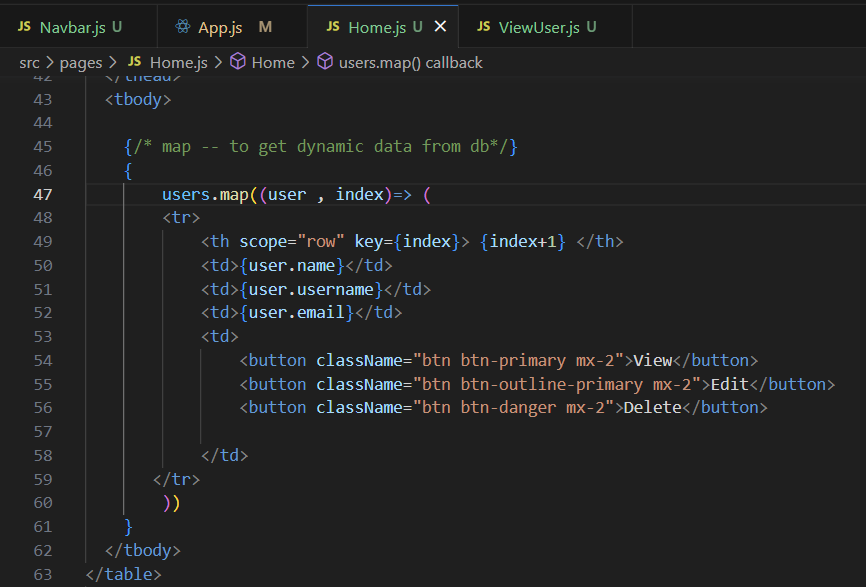 JS Navbar.js U App.js M JS Home.js U JS ViewUser.js U
src > pages > JS Home.js > Home > users.map() callback
42 </thead>
43 <tbody>
44
45 {/* map -- to get dynamic data from db*/}
46 {
47 users.map((user , index)=> (
48 <tr>
49 <th scope="row" key={index}> {index+1} </th>
50 <td>{user.name}</td>
51 <td>{user.username}</td>
52 <td>{user.email}</td>
53 <td>
54 <button className="btn btn-primary mx-2">View</button>
55 <button className="btn btn-outline-primary mx-2">Edit</button>
56 <button className="btn btn-danger mx-2">Delete</button>
57
58 </td>
59 </tr>
60 ))
61 }
62 </tbody>
63 </table>